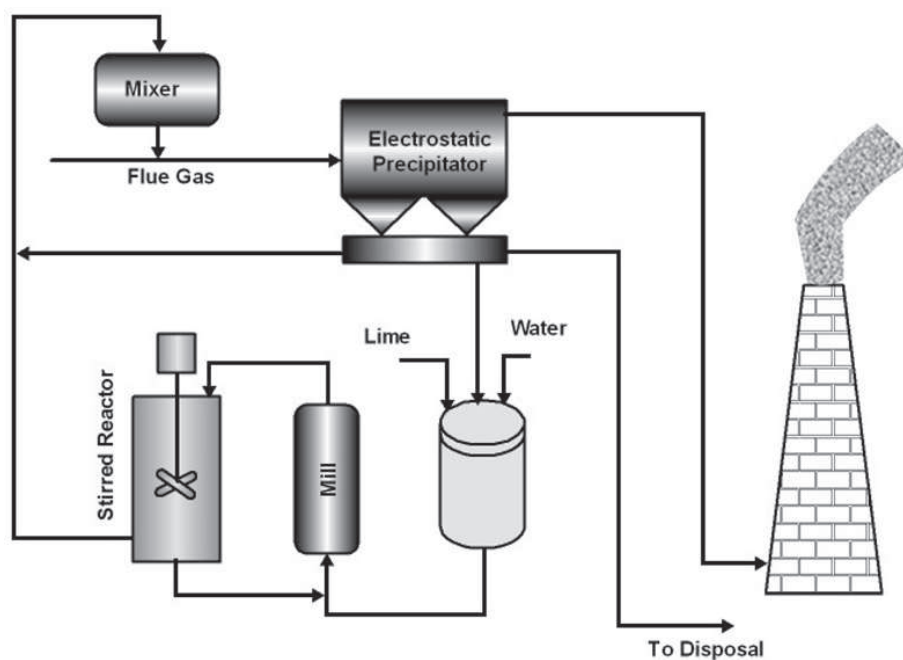 Mixer
Electrostatic
Precipitator
Flue Gas
Lime
Water
Stirred Reactor
Mill
To Disposal